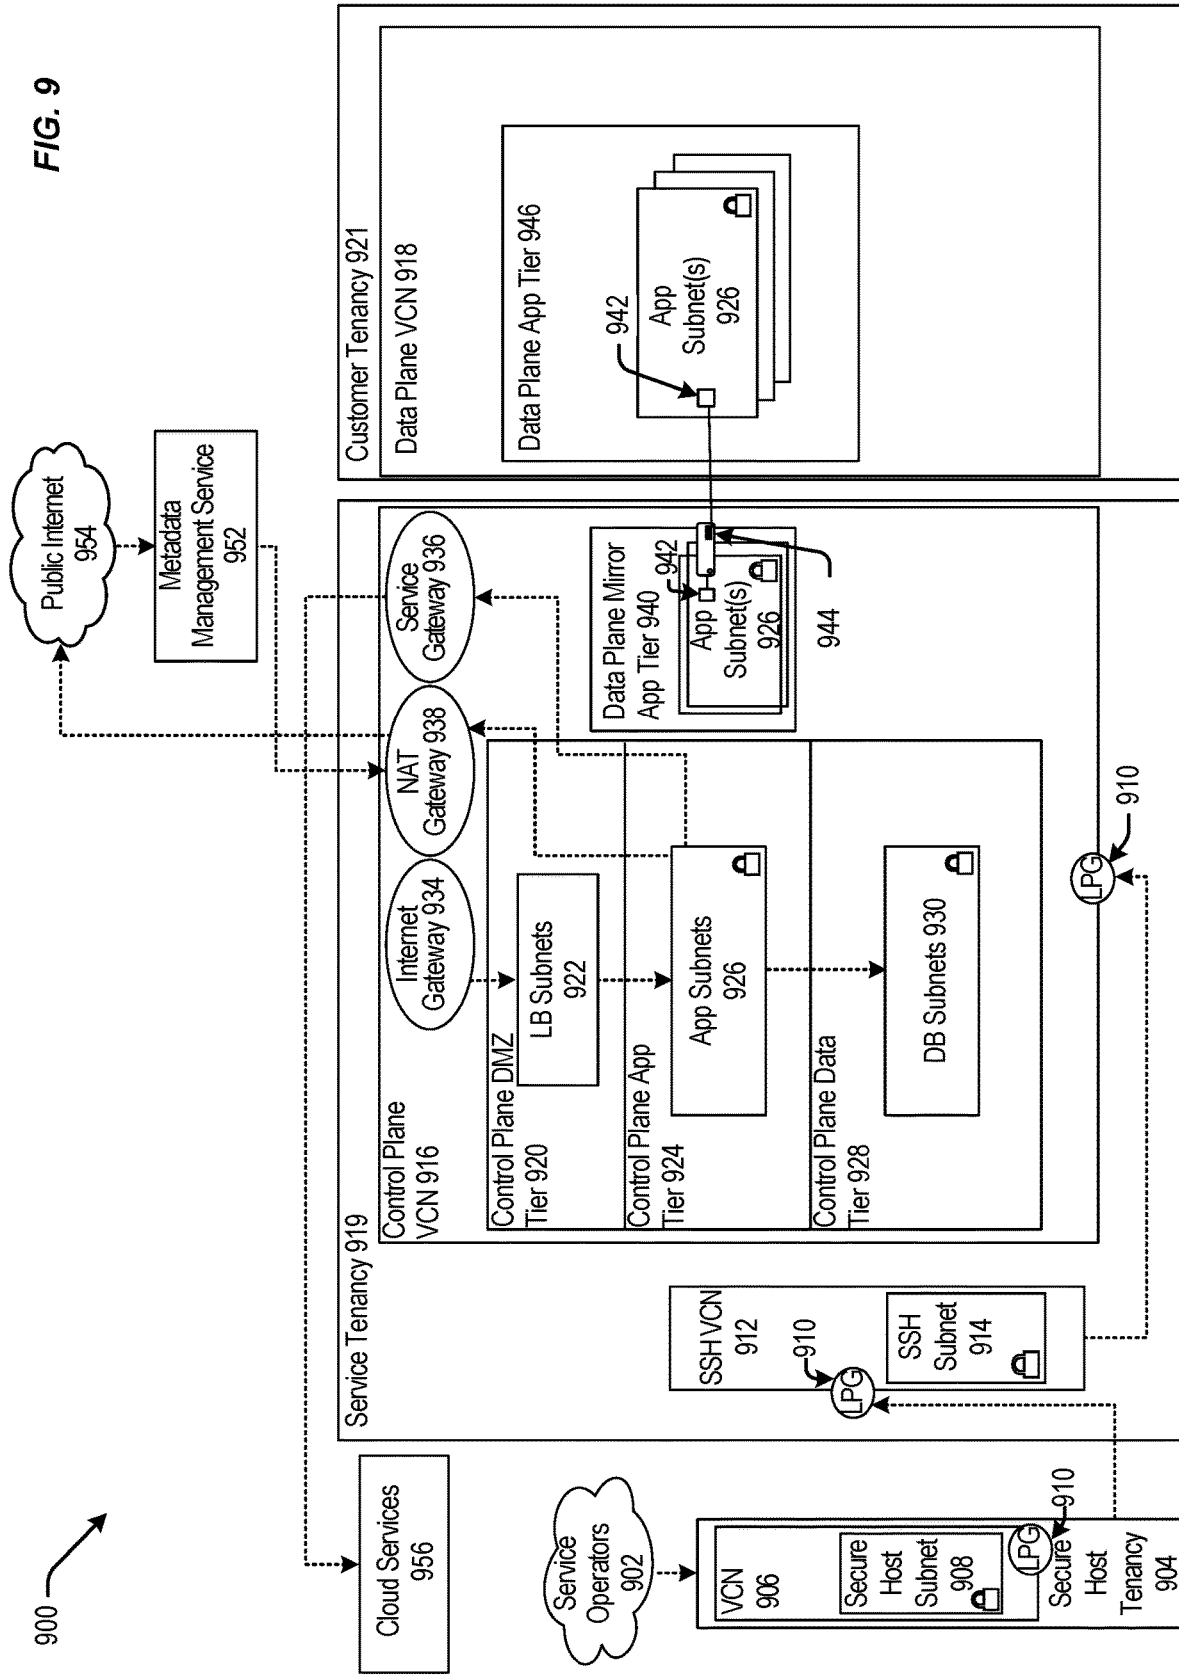 FIG. 9
900
Public Internet
954
Metadata
Management Service
952
Cloud Services
956
Service
Operators
902
VCN
906
Secure
Host
Subnet
908
LPG
910
Secure
Host
Tenancy
904
Service Tenancy 919
SSH VCN
912
910
LPG
SSH
Subnet
914
Control Plane
VCN 916
Internet
Gateway 934
NAT
Gateway 938
Service
Gateway 936
Control Plane DMZ
Tier 920
LB Subnets
922
Control Plane App
Tier 924
App Subnets
926
Control Plane Data
Tier 928
DB Subnets 930
LPG
910
Data Plane Mirror
App Tier 940
App
Subnet(s)
926
942
944
Customer Tenancy 921
Data Plane VCN 918
Data Plane App Tier 946
942
App
Subnet(s)
926